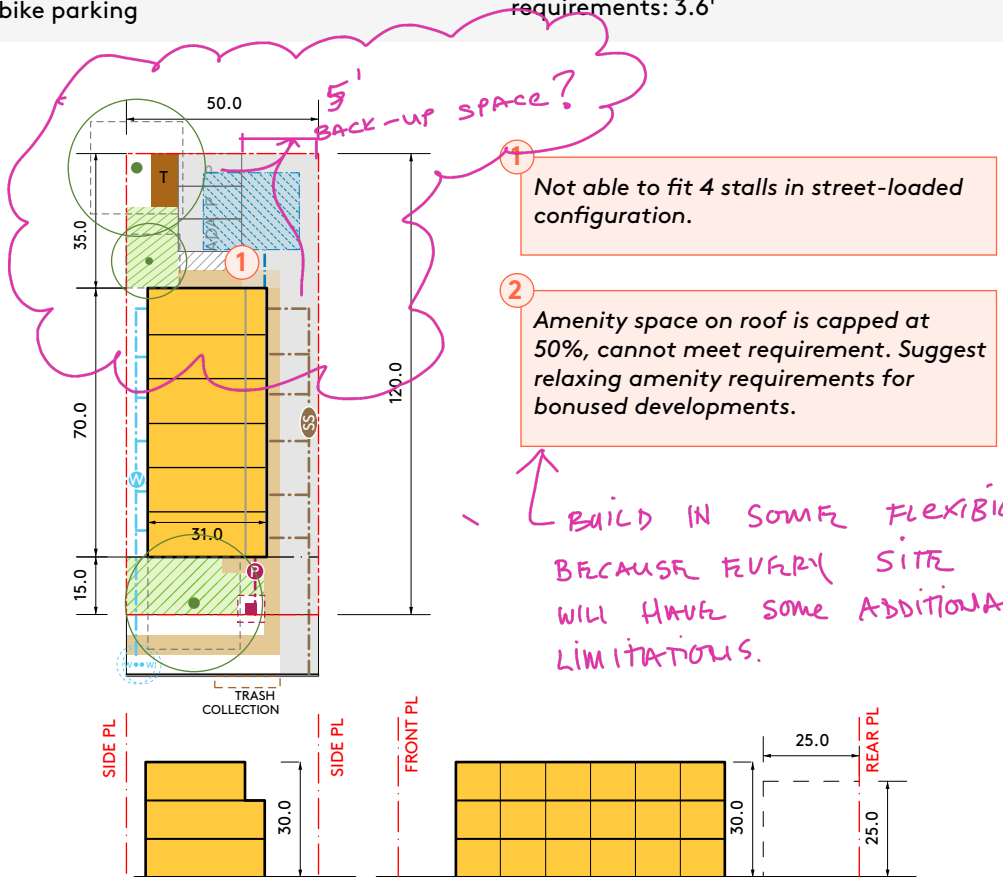 bike parking
requirements: 3.6'
50.0
5'
BACK-UP SPACE?
T
35.0
ADA
1
70.0
120.0
SS
W
31.0
P
15.0
TRASH
COLLECTION
1
Not able to fit 4 stalls in street-loaded
configuration.
2
Amenity space on roof is capped at
50%, cannot meet requirement. Suggest
relaxing amenity requirements for
bonused developments.
BUILD IN SOME
BECAUSE EVERY SITE
WILL HAVE SOME
LIMITATIONS.
SIDE PL
SIDE PL
FRONT PL
REAR PL
30.0
30.0
25.0
25.0